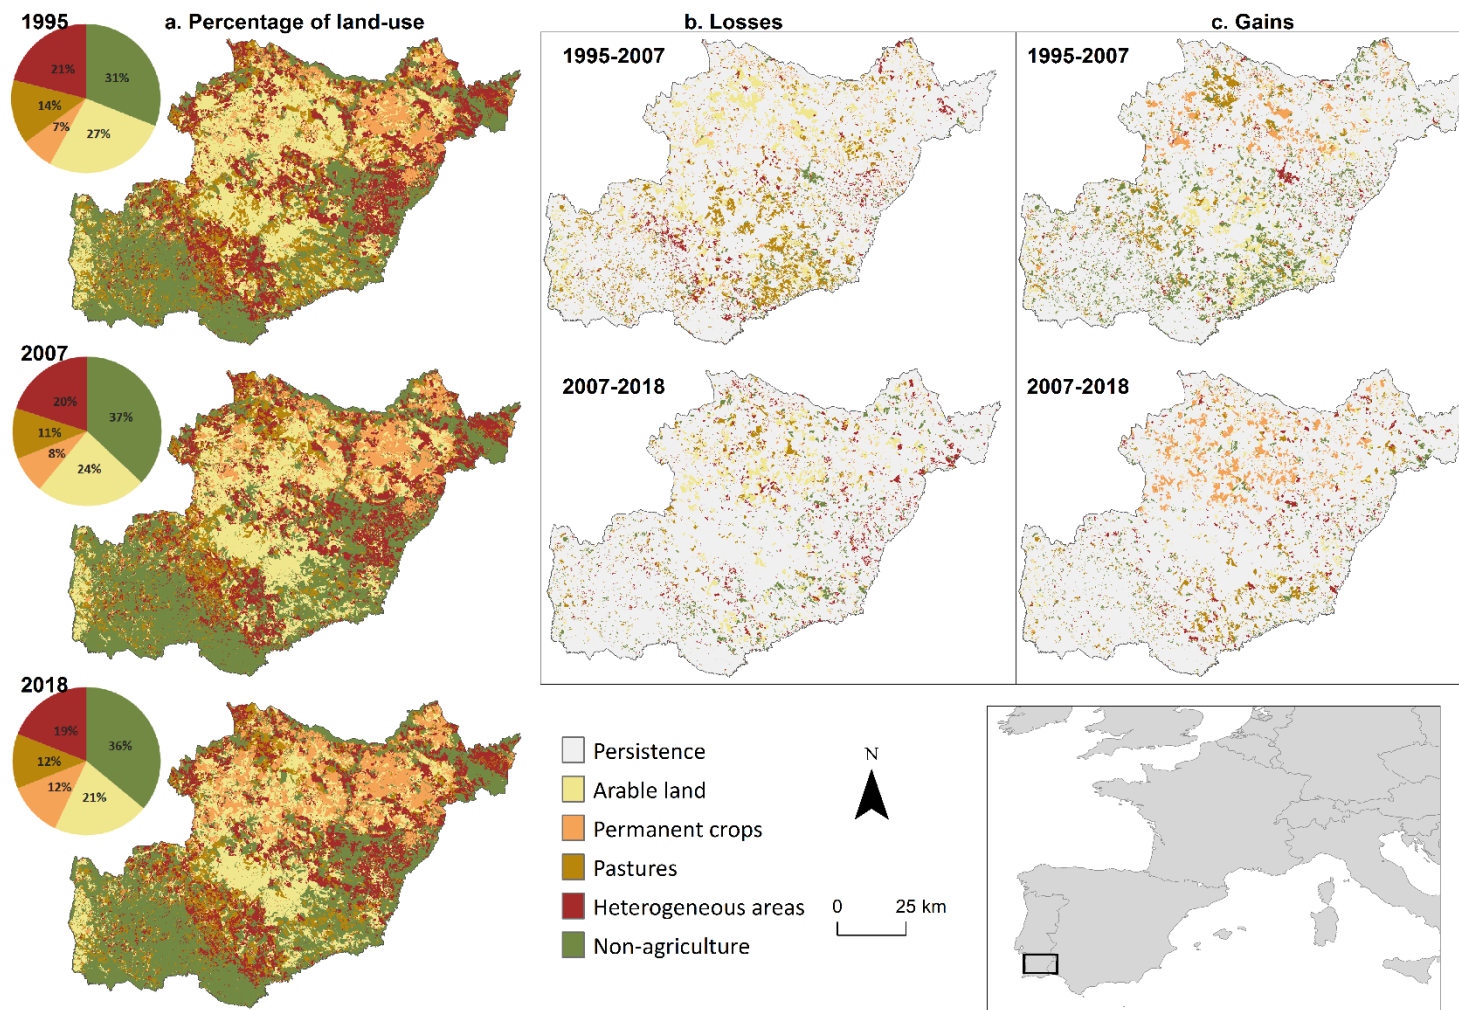 1995
a. Percentage of land-use
b. Losses
c. Gains
21%
31%
14%
7%
27%
1995-2007
1995-2007
2007
20%
37%
11%
8%
24%
2007-2018
2007-2018
2018
19%
36%
12%
12%
21%
Persistence
Arable land
Permanent crops
Pastures
Heterogeneous areas
Non-agriculture
N
0 25 km